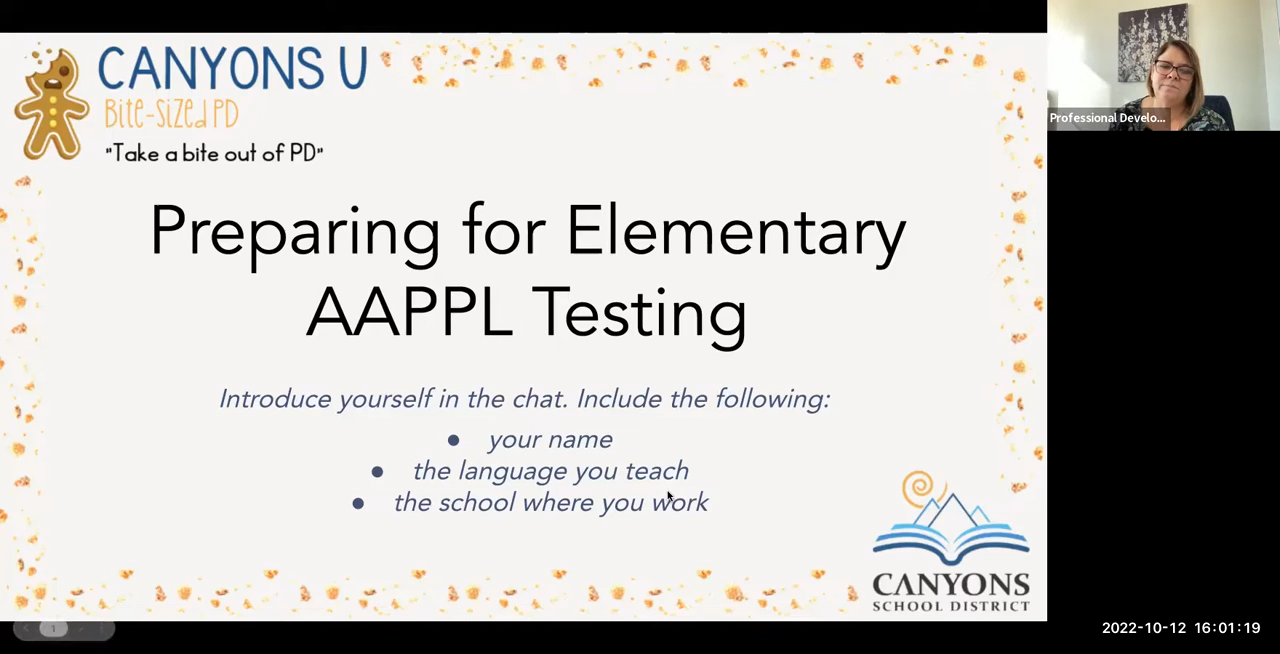 CANYONS U
Bite-Sized PD
"Take a bite out of PD"
Professional Develo...
Preparing for Elementary
AAPPL Testing
Introduce yourself in the chat. Include the following:
● your name
● the language you teach
● the school where you work
CANYONS
SCHOOL DISTRICT
1
2022-10-12 16:01:19